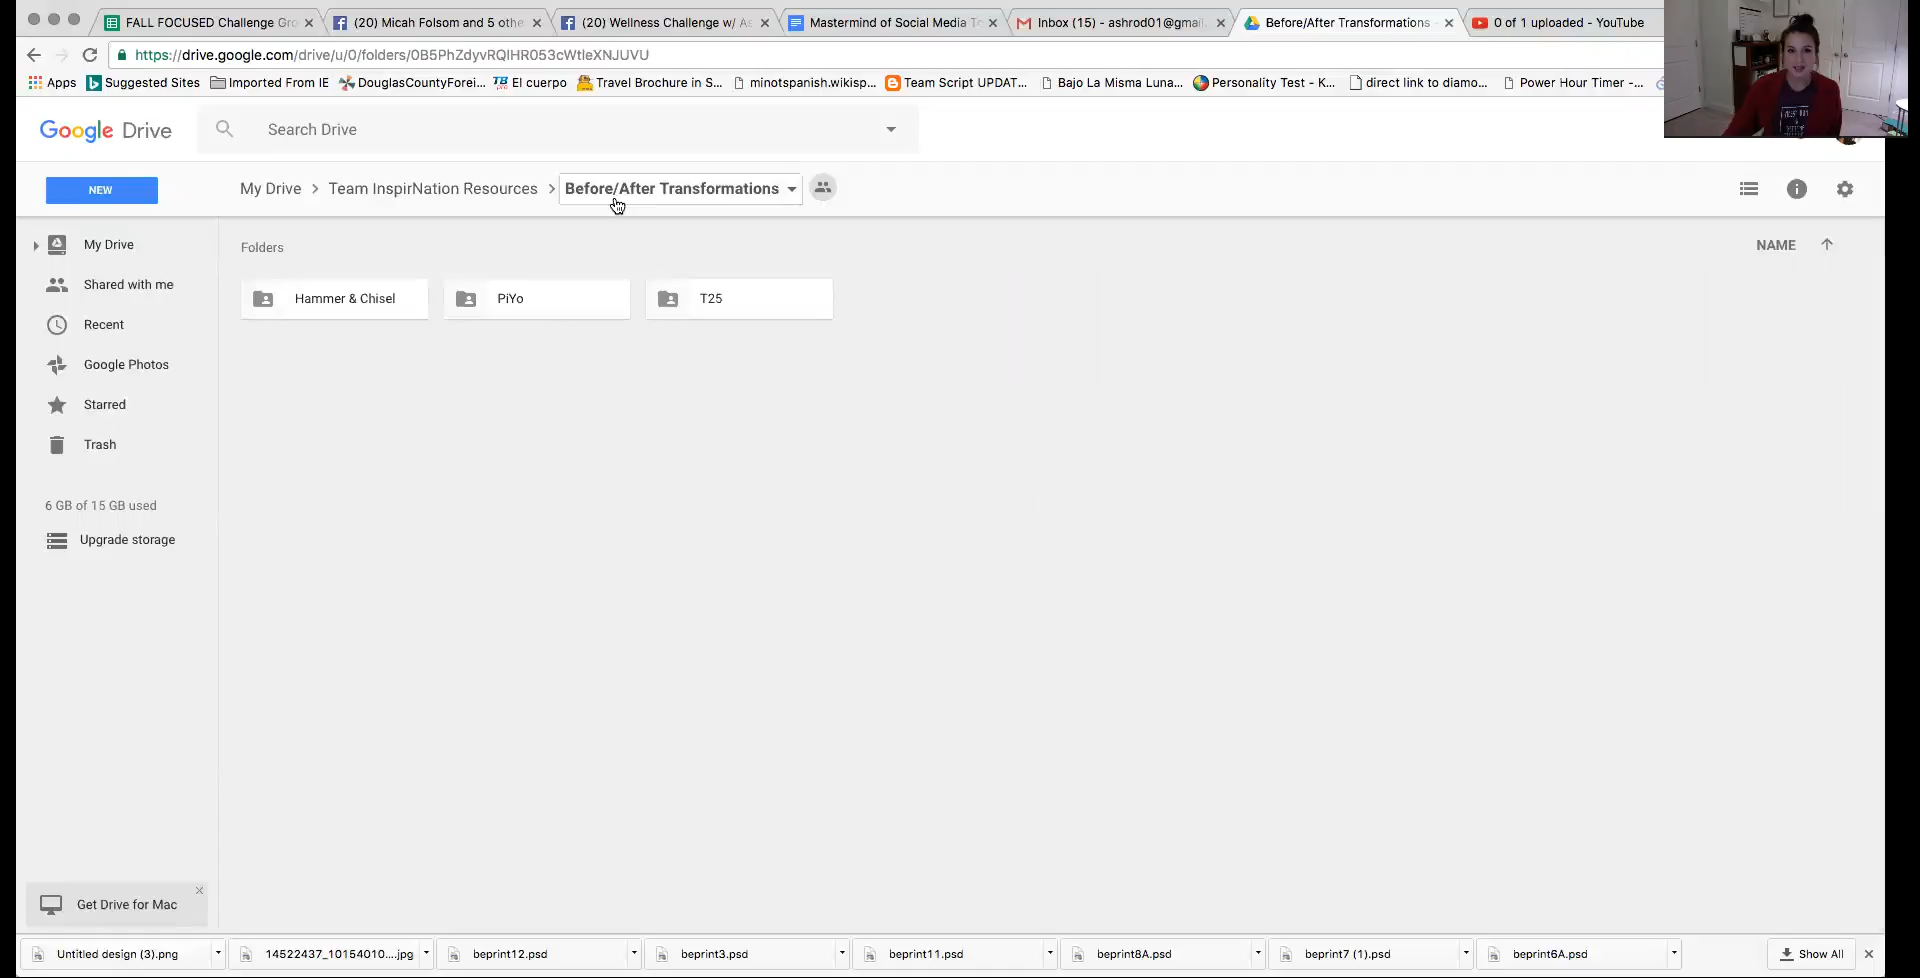 FALL FOCUSED Challenge Gro
(20) Micah Folsom and 5 othe
(20) Wellness Challenge w/ As
Mastermind of Social Media T
Inbox (15) - ashrod01@gmail.
Before/After Transformations
0 of 1 uploaded - YouTube
https://drive.google.com/drive/u/0/folders/0B5PhZdyvRQIHR053cWtleXNJUVU
Apps
Suggested Sites
Imported From IE
DouglasCountyForei...
El cuerpo
Travel Brochure in S...
minotspanish.wikisp...
Team Script UPDAT...
Bajo La Misma Luna...
Personality Test - K...
direct link to diamo...
Power Hour Timer -...
Google Drive
Search Drive
NEW
My Drive > Team InspirNation Resources > Before/After Transformations
My Drive
Shared with me
Recent
Google Photos
Starred
Trash
6 GB of 15 GB used
Upgrade storage
Folders
NAME
Hammer & Chisel
PiYo
T25
Get Drive for Mac
Untitled design (3).png
14522437_10154010....jpg
beprint12.psd
beprint3.psd
beprint11.psd
beprint8A.psd
beprint7 (1).psd
beprint6A.psd
Show All